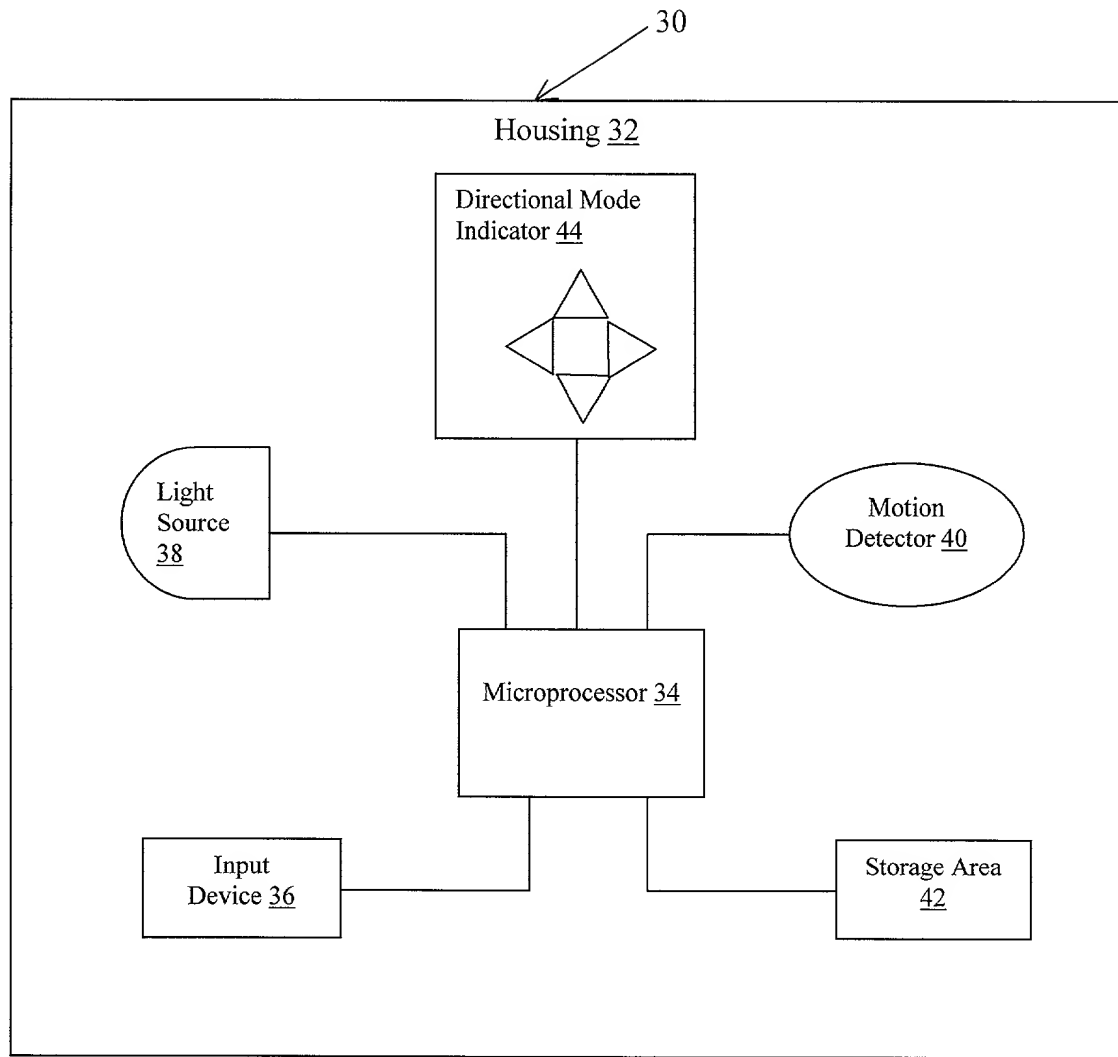 30
Housing 32
Directional Mode
Indicator 44
Light
Source
38
Motion
Detector 40
Microprocessor 34
Input
Device 36
Storage Area
42